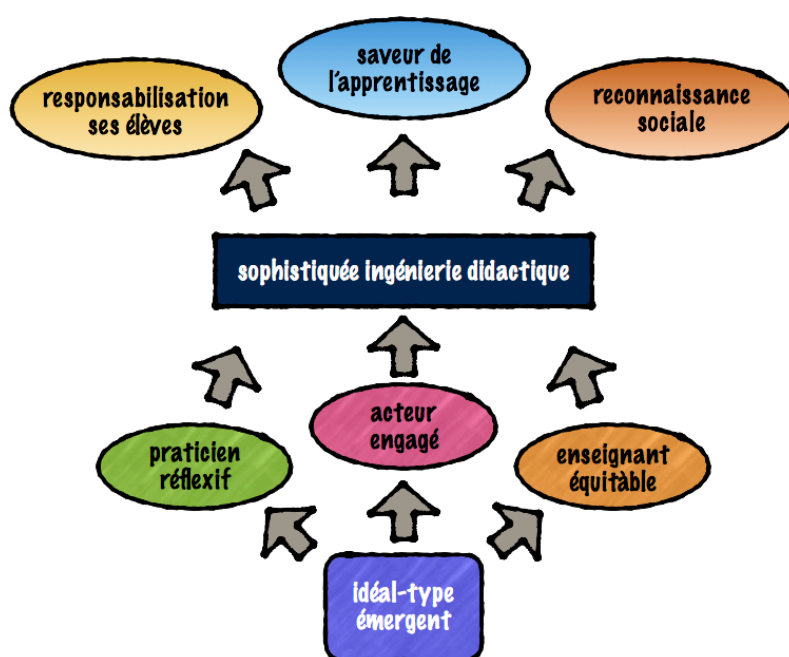 responsabilisation
ses élèves
saveur de
l'apprentissage
reconnaissance
sociale
sophistiquée ingénierie didactique
praticien
réflexif
acteur
engagé
enseignant
équitàble
idéal-type
émergent